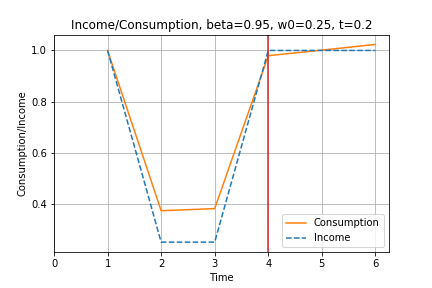 Income/Consumption, beta=0.95, w0=0.25, t=0.2
Consumption/Income
1.0
0.8
0.6
0.4
0 1 2 3 4 5 6
Time
Consumption
Income